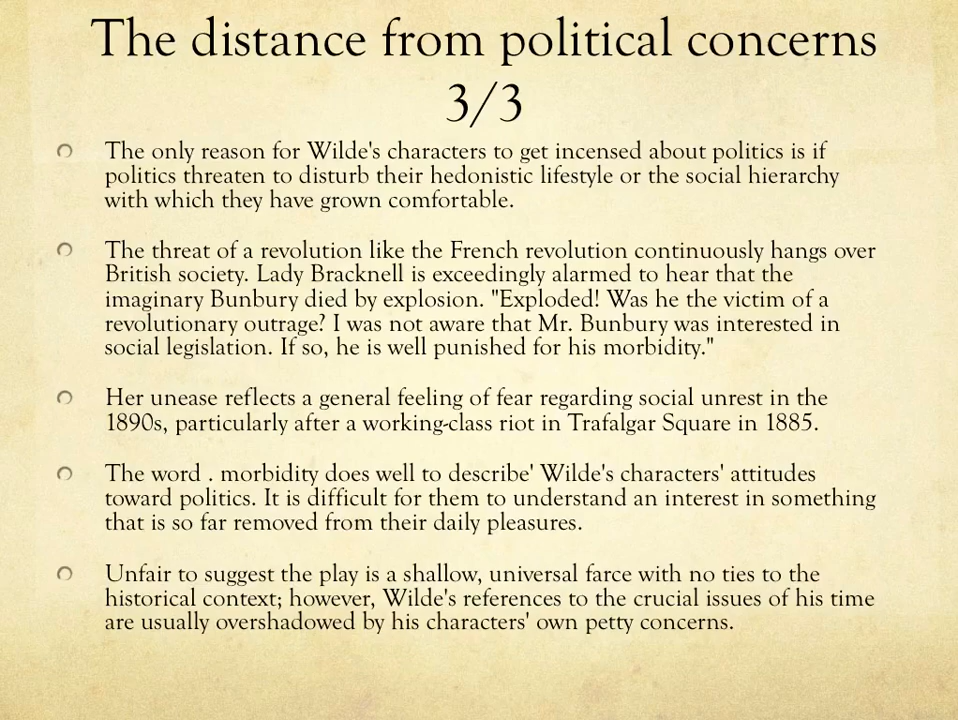 The distance from political concerns
3/3
The only reason for Wilde's characters to get incensed about politics is if
politics threaten to disturb their hedonistic lifestyle or the social hierarchy
with which they have grown comfortable.
The threat of a revolution like the French revolution continuously hangs over
British society. Lady Bracknell is exceedingly alarmed to hear that the
imaginary Bunbury died by explosion. "Exploded! Was he the victim of a
revolutionary outrage? I was not aware that Mr. Bunbury was interested in
social legislation. If so, he is well punished for his morbidity."
Her unease reflects a general feeling of fear regarding social unrest in the
1890s, particularly after a working-class riot in Trafalgar Square in 1885.
The word . morbidity does well to describe' Wilde's characters' attitudes
toward politics. It is difficult for them to understand an interest in something
that is so far removed from their daily pleasures.
Unfair to suggest the play is a shallow, universal farce with no ties to the
historical context; however, Wilde's references to the crucial issues of his time
are usually overshadowed by his characters' own petty concerns.